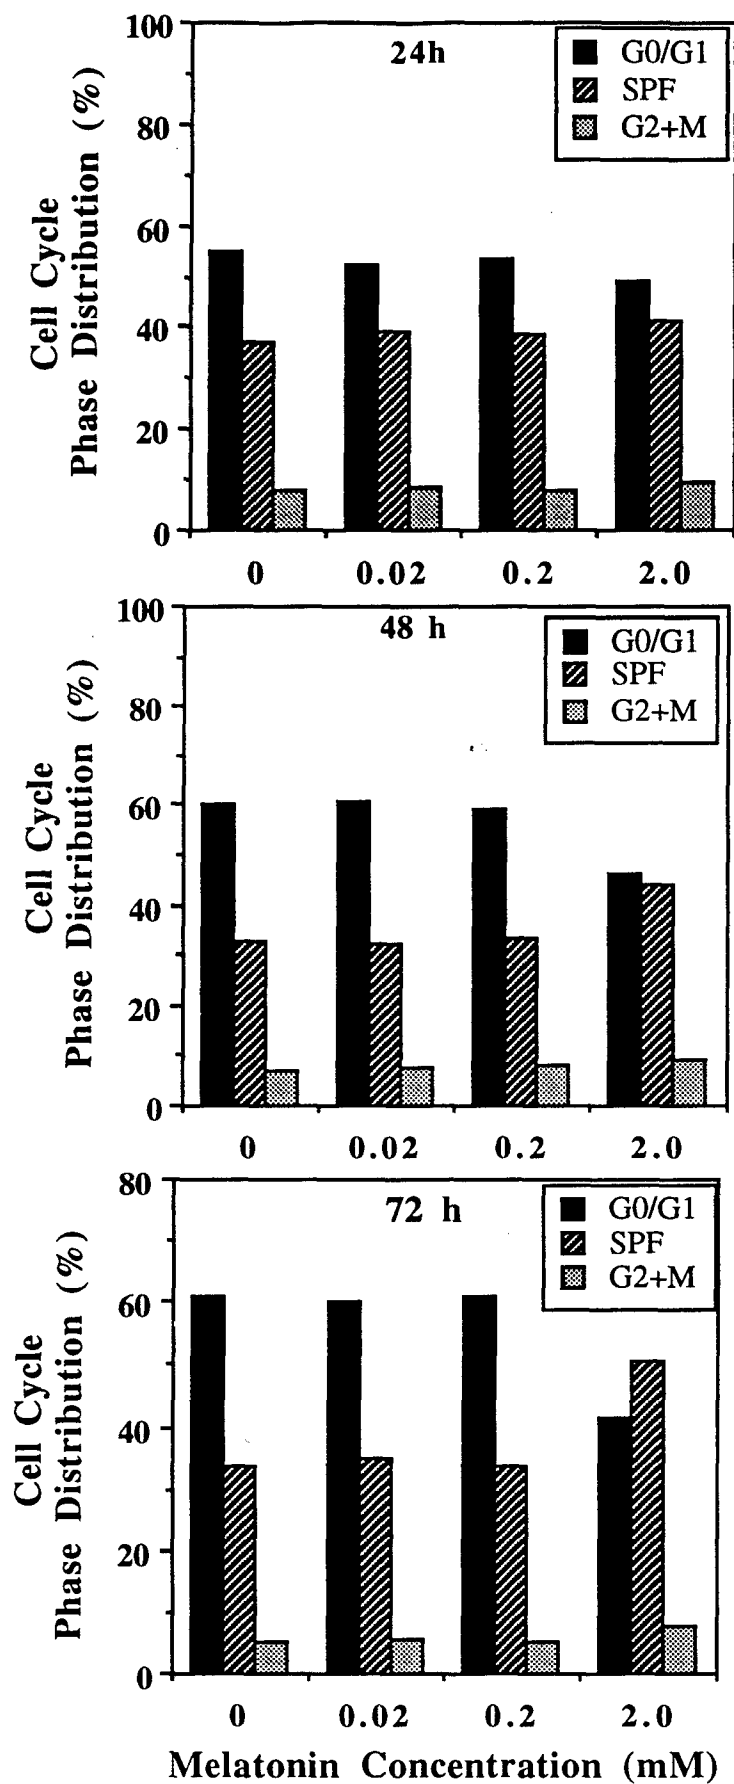 100
80
60
40
20
0
Cell Cycle
Phase Distribution (%)
24h
G0/G1
SPF
G2+M
0 0.02 0.2 2.0
100
80
60
40
20
0
Cell Cycle
Phase Distribution (%)
48 h
G0/G1
SPF
G2+M
0 0.02 0.2 2.0
80
60
40
20
0
Cell Cycle
Phase Distribution (%)
72 h
G0/G1
SPF
G2+M
0 0.02 0.2 2.0
Melatonin Concentration (mM)